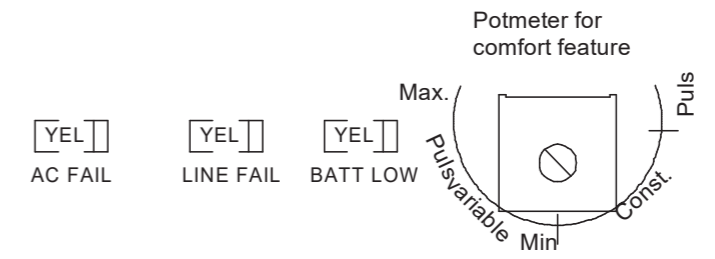 Potmeter for
comfort feature
Max.
Puls
YEL
YEL
YEL
AC FAIL
LINE FAIL
BATT LOW
Pulsvariable
Const.
Min